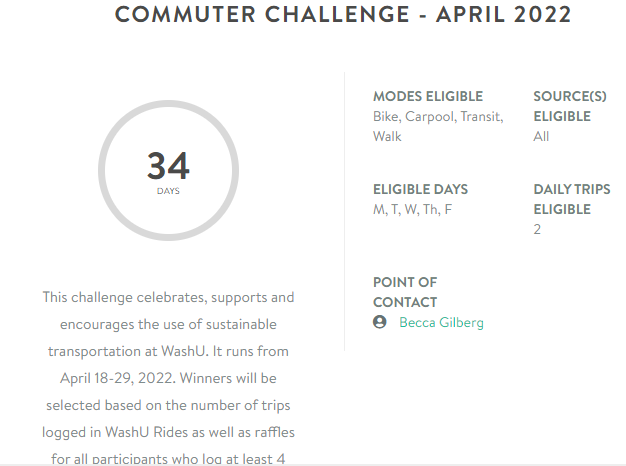 COMMUTER CHALLENGE - APRIL 2022
34
DAYS
This challenge celebrates, supports and
encourages the use of sustainable
transportation at WashU. It runs from
April 18-29, 2022. Winners will be
selected based on the number of trips
logged in WashU Rides as well as raffles
for all participants who log at least 4
MODES ELIGIBLE
Bike, Carpool, Transit,
Walk
SOURCE(S)
ELIGIBLE
All
ELIGIBLE DAYS
M, T, W, Th, F
DAILY TRIPS
ELIGIBLE
2
POINT OF
CONTACT
Becca Gilberg